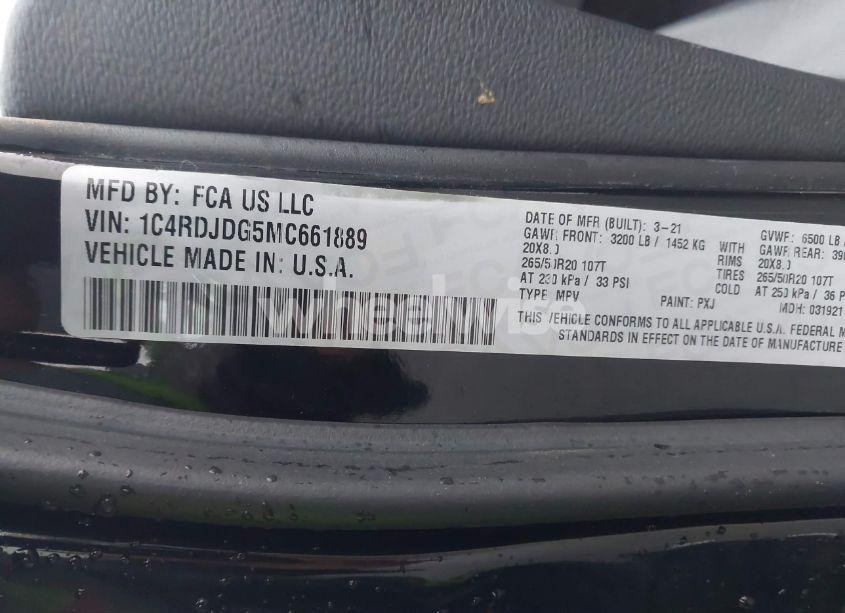 MFD BY: FCA US LLC
VIN: 1C4RDJDG5MC661889
VEHICLE MADE IN: U.S.A.
DATE OF MFR (BUILT): 3-21
GAWR FRONT: 3200 LB / 1452 KG WITH
20X8.0 RIMS
265/50R20 107T TIRES
AT 230 kPa / 33 PSI COLD
TYPE: MPV PAINT: PXJ
GVWR: 6500 LB /
GAWR REAR:
20X8.0
265/50R20 107T
AT 250 kPa / 36
MDH: 031921
THIS VEHICLE CONFORMS TO ALL APPLICABLE U.S.A. FEDERAL
STANDARDS IN EFFECT ON THE DATE OF MANUFACTURE
wheelwise